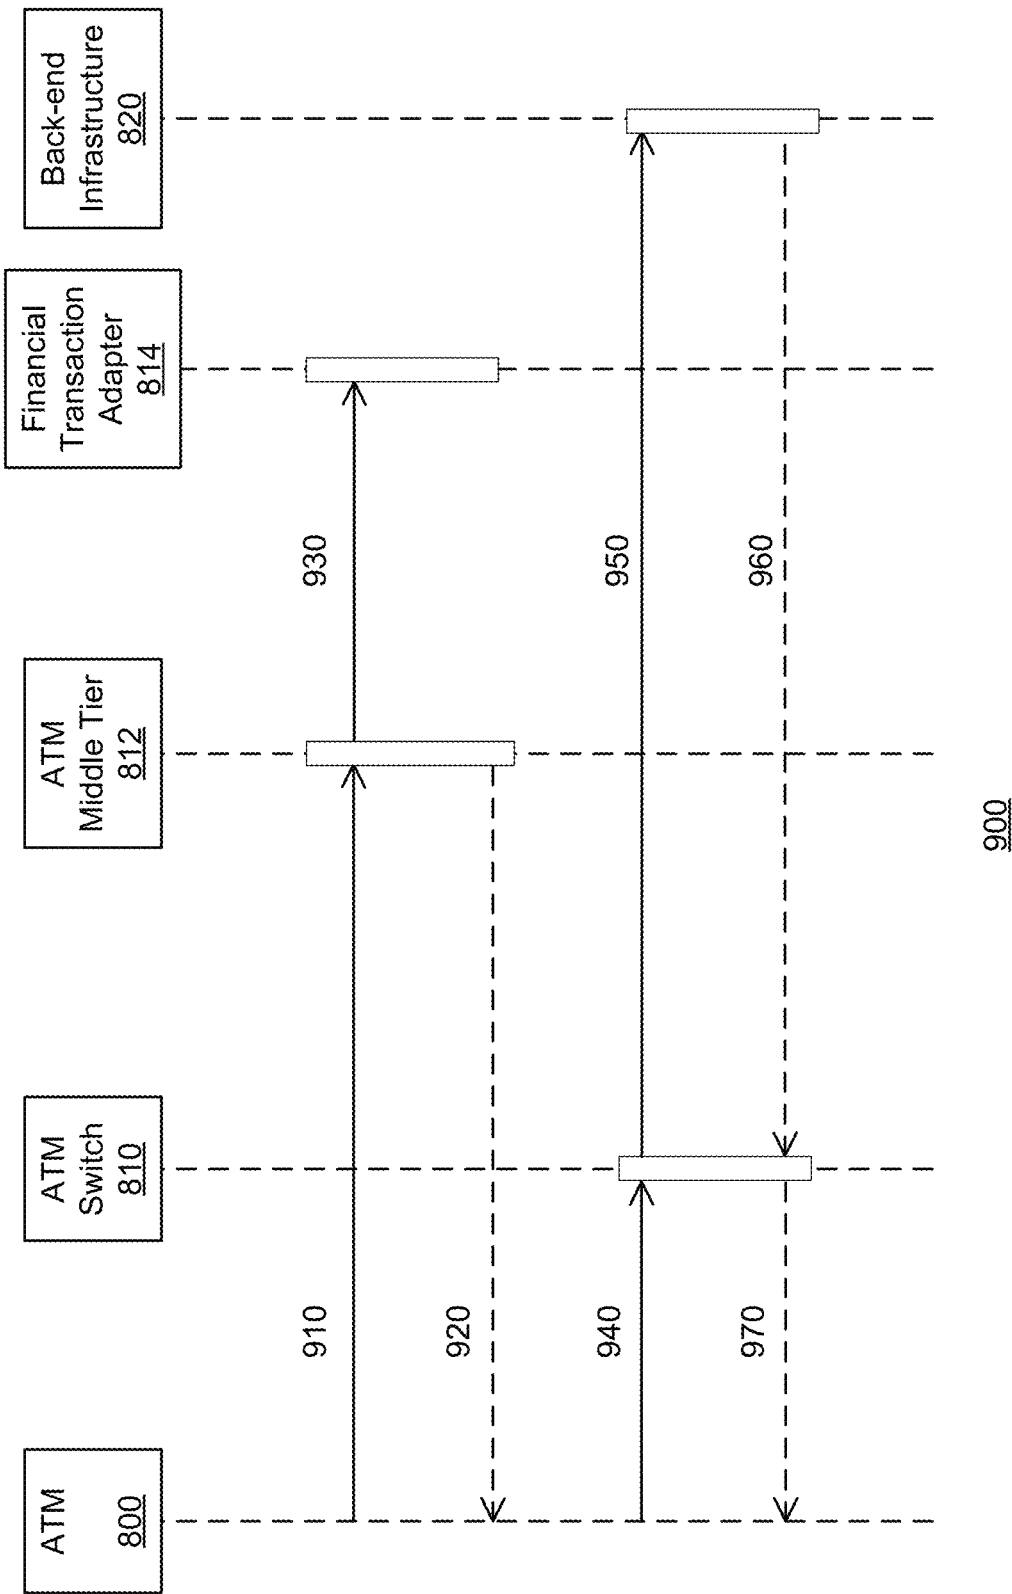 ATM
800
ATM
Switch
810
ATM
Middle Tier
812
Financial
Transaction
Adapter
814
Back-end
Infrastructure
820
910
930
920
940
950
970
960
900